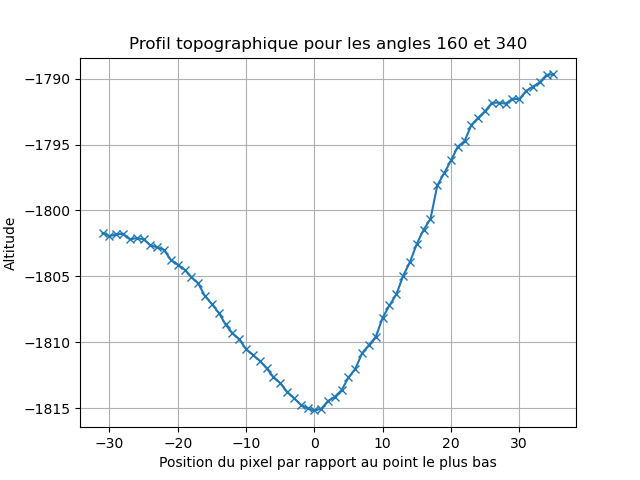 Profil topographique pour les angles 160 et 340
−1790
−1795
−1800
−1805
−1810
−1815
Altitude
−30 −20 −10 0 10 20 30
Position du pixel par rapport au point le plus bas